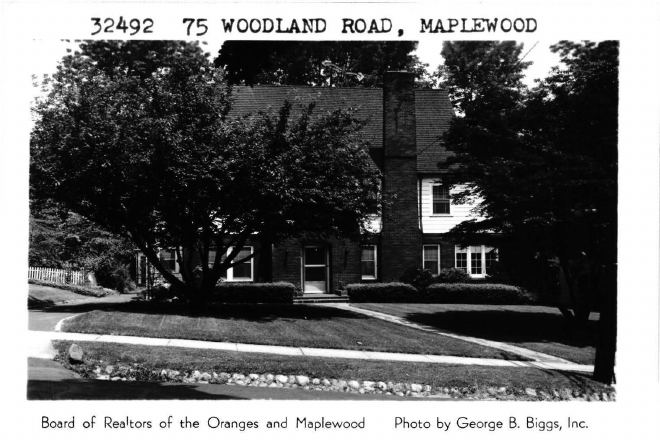 32492 75 WOODLAND ROAD, MAPLEWOOD
Board of Realtors of the Oranges and Maplewood Photo by George B. Biggs, Inc.